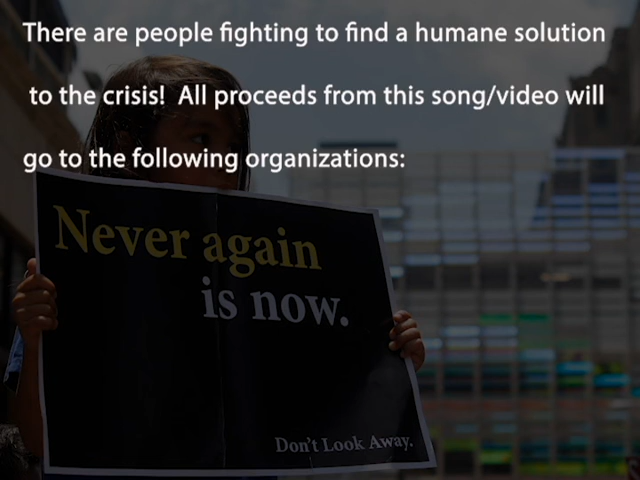 There are people fighting to find a humane solution
to the crisis!  All proceeds from this song/video will
go to the following organizations:
Never again
is now.
Don't Look Away.